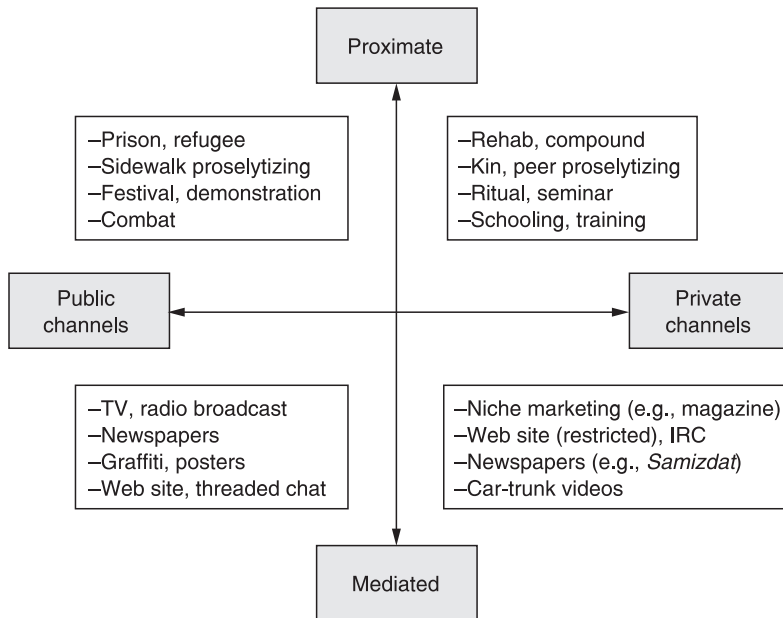 Proximate
–Prison, refugee
–Sidewalk proselytizing
–Festival, demonstration
–Combat
–Rehab, compound
–Kin, peer proselytizing
–Ritual, seminar
–Schooling, training
Public
channels
Private
channels
–TV, radio broadcast
–Newspapers
–Graffiti, posters
–Web site, threaded chat
–Niche marketing (e.g., magazine)
–Web site (restricted), IRC
–Newspapers (e.g., Samizdat)
–Car-trunk videos
Mediated